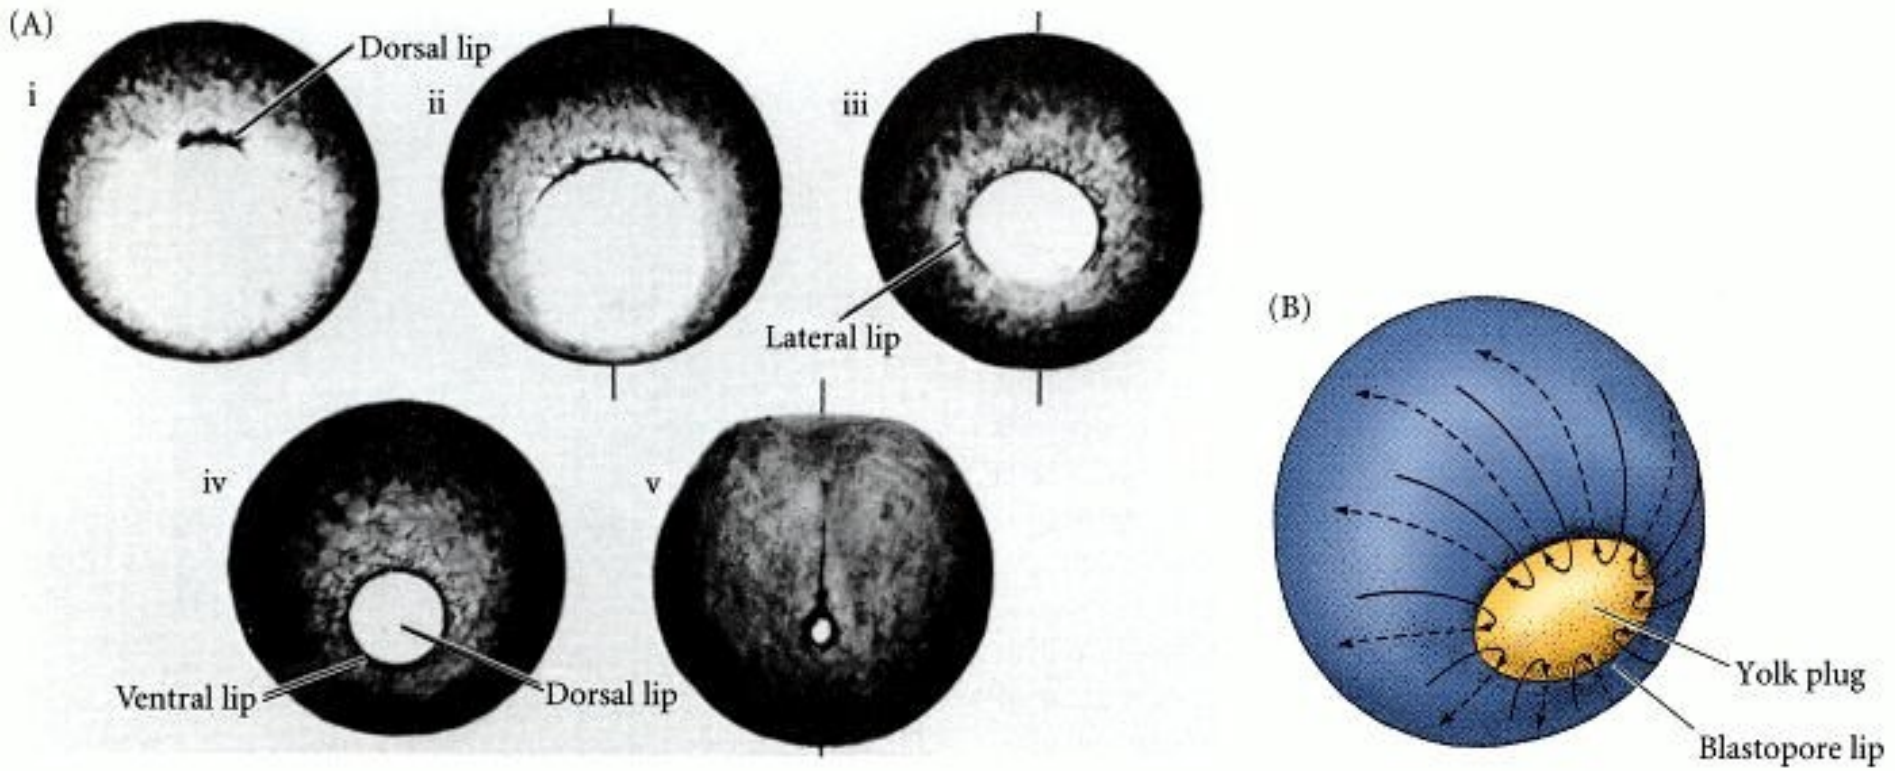 (A)
Dorsal lip
i
ii
iii
Lateral lip
iv
v
Ventral lip
Dorsal lip
(B)
Yolk plug
Blastopore lip